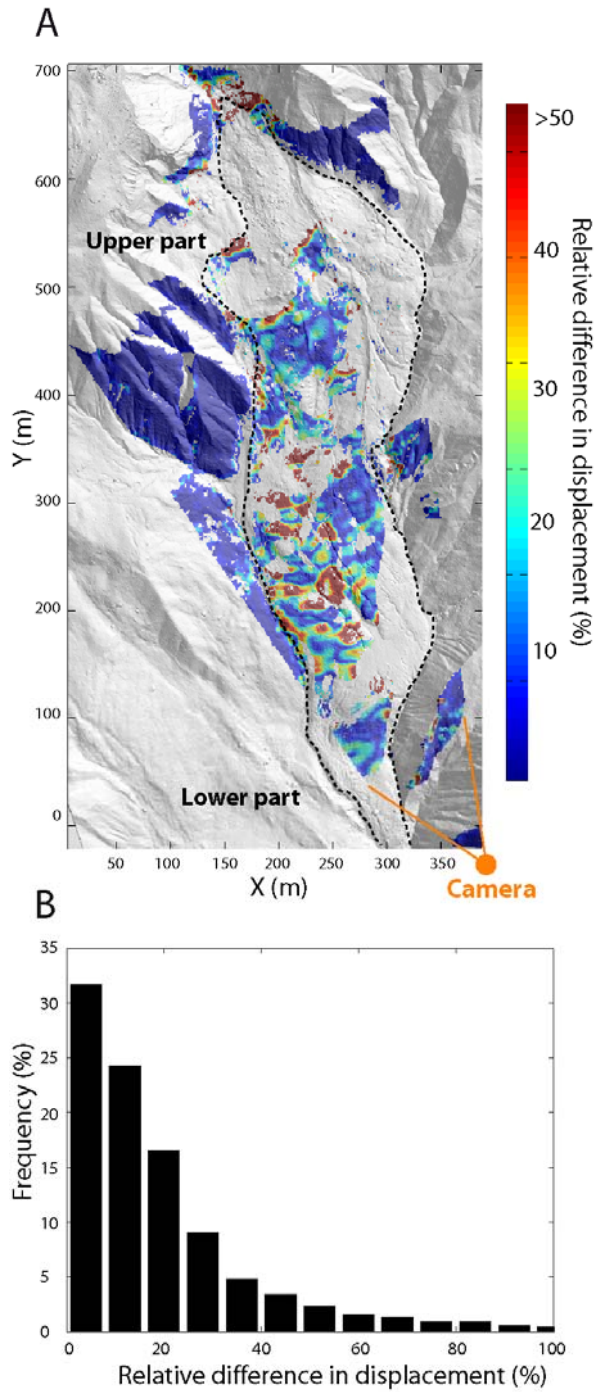 A
700
600
500
400
300
200
100
0
Y (m)
Upper part
Lower part
50 100 150 200 250 300 350
X (m)
Camera
>50
40
30
20
10
Relative difference in displacement (%)
B
35
30
25
20
15
10
5
0
Frequency (%)
0 20 40 60 80 100
Relative difference in displacement (%)